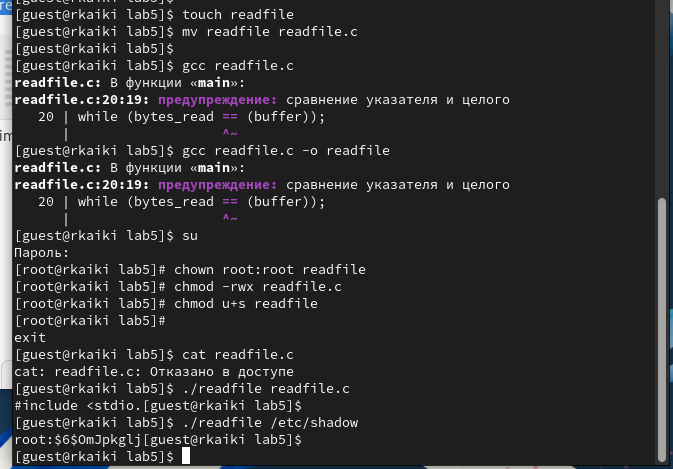 [guest@rkaiki lab5]$
[guest@rkaiki lab5]$ touch readfile
[guest@rkaiki lab5]$ mv readfile readfile.c
[guest@rkaiki lab5]$
[guest@rkaiki lab5]$ gcc readfile.c
readfile.c: В функции «main»:
readfile.c:20:19: предупреждение: сравнение указателя и целого
   20 | while (bytes_read == (buffer));
      |                   ^~
[guest@rkaiki lab5]$ gcc readfile.c -o readfile
readfile.c: В функции «main»:
readfile.c:20:19: предупреждение: сравнение указателя и целого
   20 | while (bytes_read == (buffer));
      |                   ^~
[guest@rkaiki lab5]$ su
Пароль:
[root@rkaiki lab5]# chown root:root readfile
[root@rkaiki lab5]# chmod -rwx readfile.c
[root@rkaiki lab5]# chmod u+s readfile
[root@rkaiki lab5]#
exit
[guest@rkaiki lab5]$ cat readfile.c
cat: readfile.c: Отказано в доступе
[guest@rkaiki lab5]$ ./readfile readfile.c
#include <stdio.[guest@rkaiki lab5]$
[guest@rkaiki lab5]$ ./readfile /etc/shadow
root:$6$OmJpkglj[guest@rkaiki lab5]$
[guest@rkaiki lab5]$